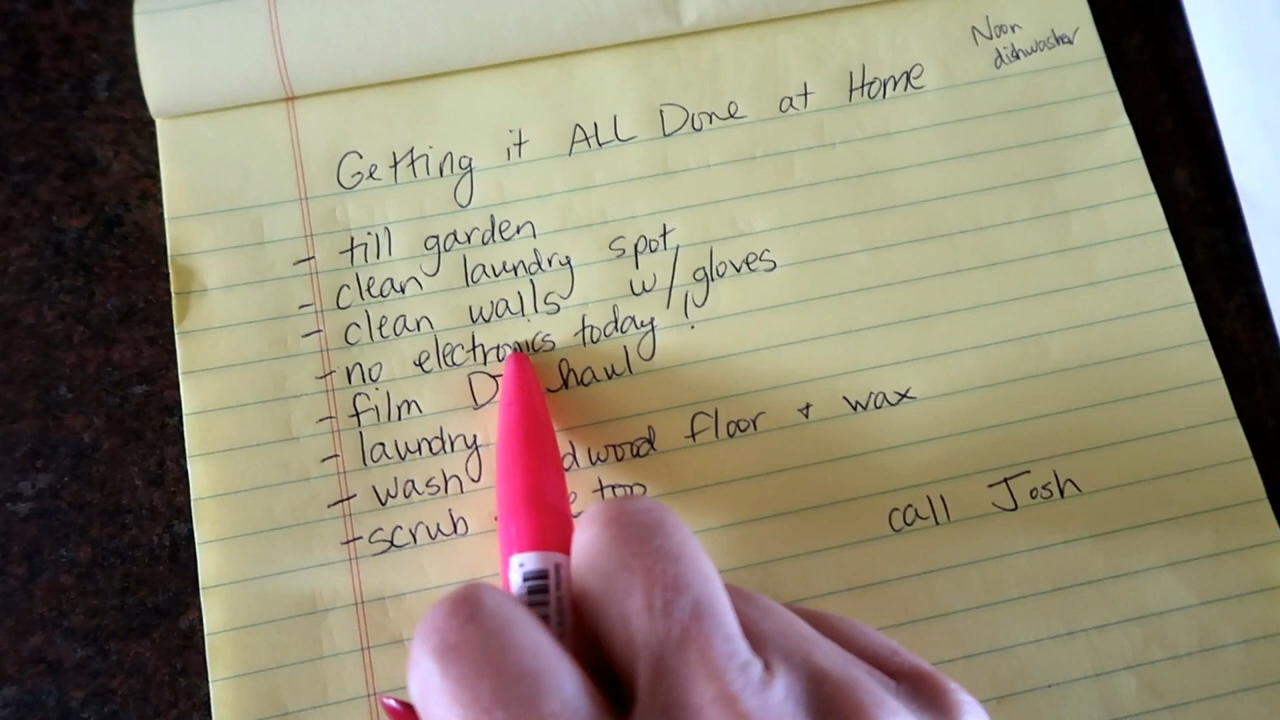 Noon
dishwasher
Getting it ALL Done at Home
- till garden
- clean laundry spot
- clean walls w/gloves
- no electronics today!
- film haul
- laundry
- wash floor + wax
- scrub top
call Josh